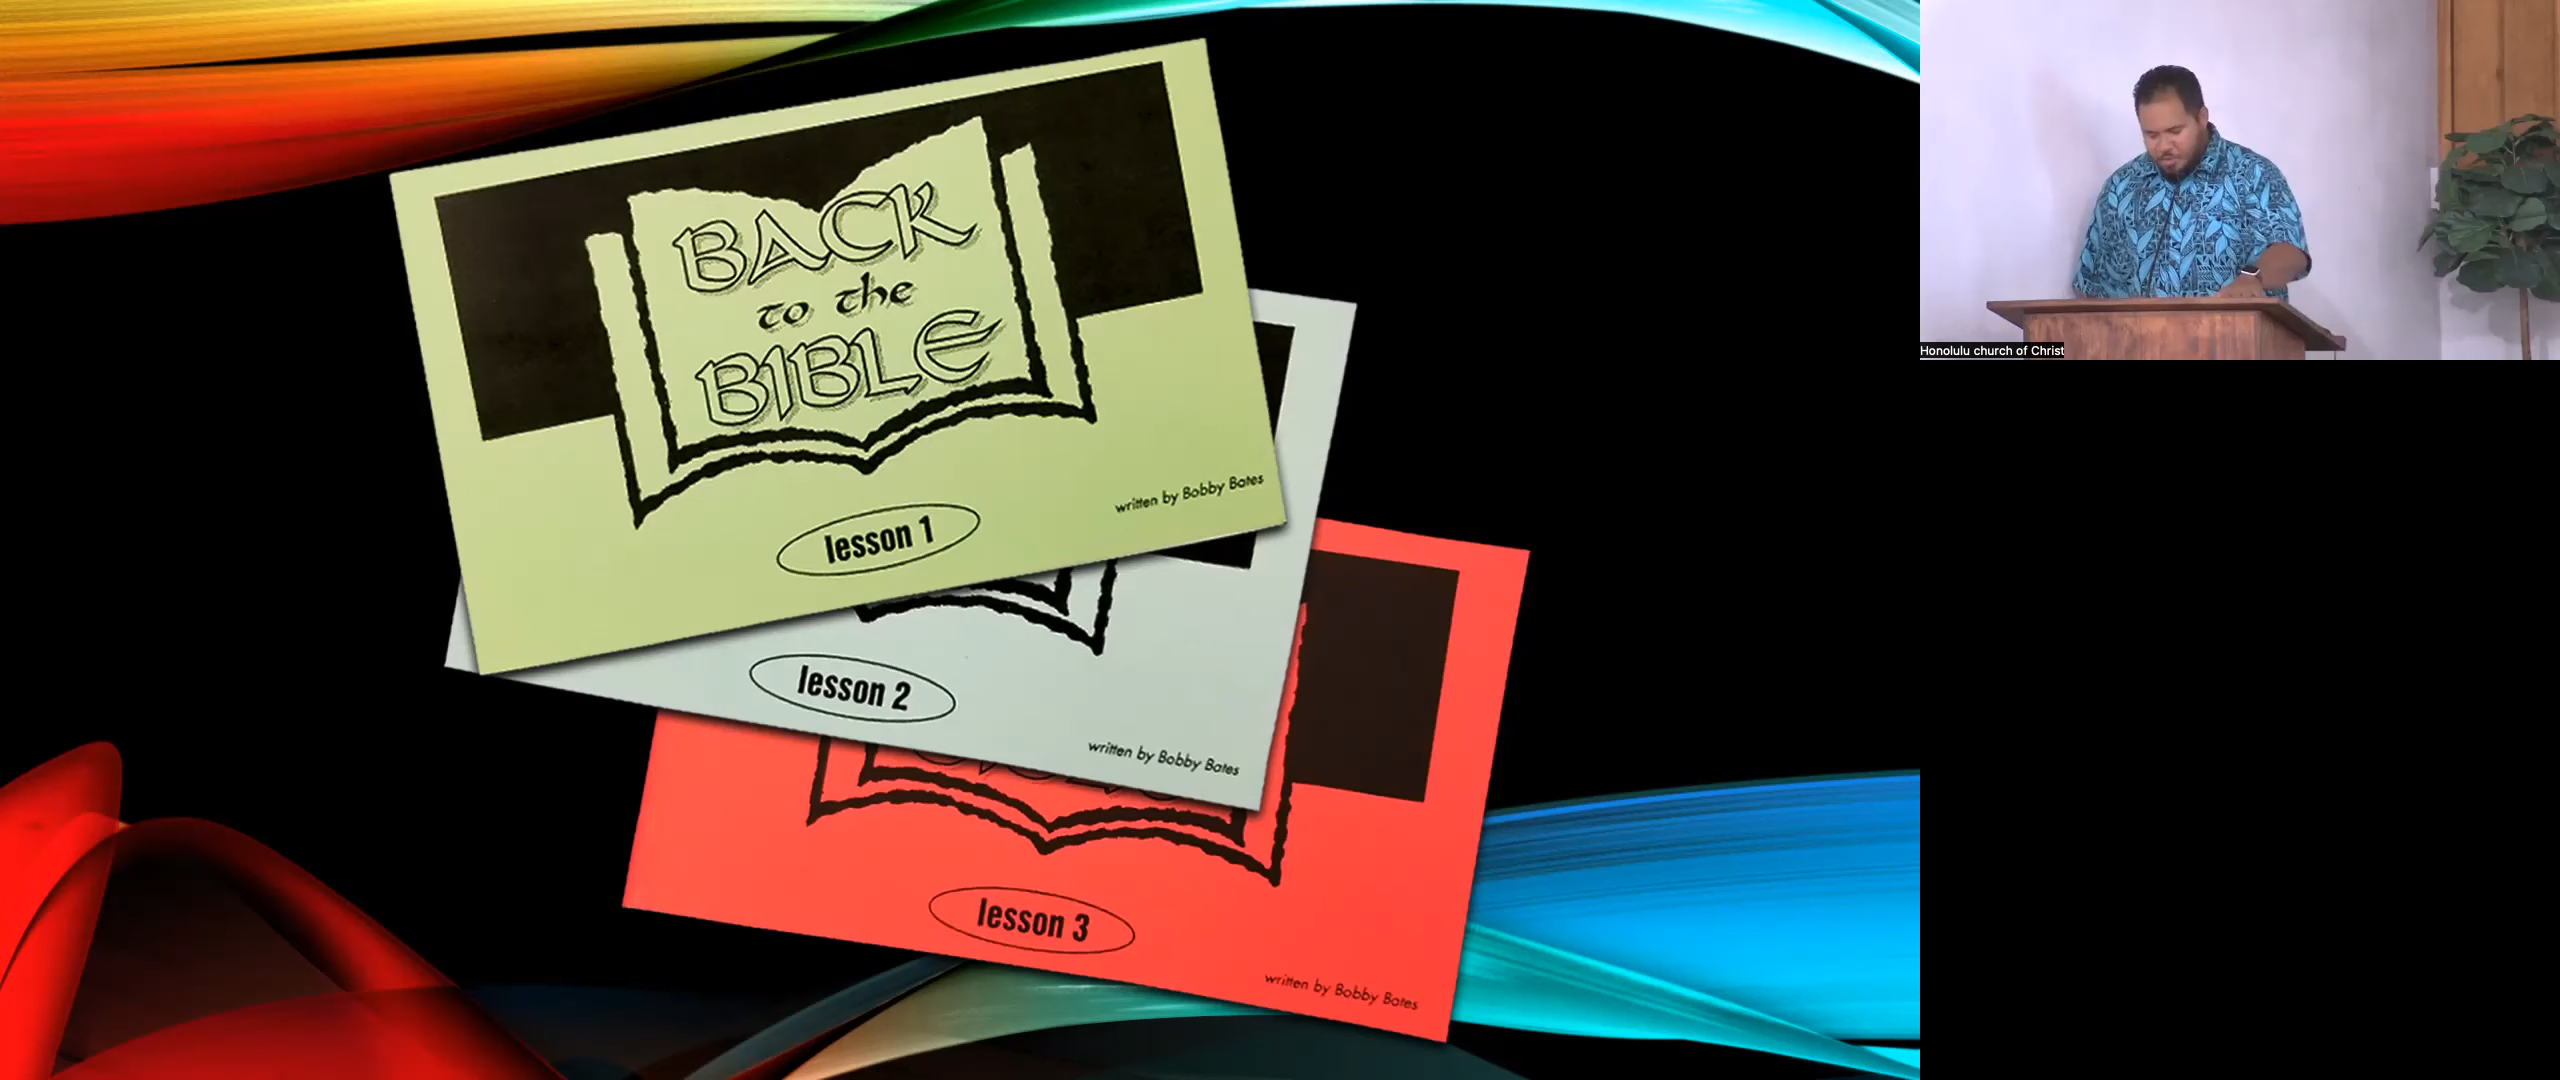 BACK
to the
BIBLE
written by Bobby Bates
lesson 1
lesson 2
written by Bobby Bates
lesson 3
written by Bobby Bates
Honolulu church of Christ